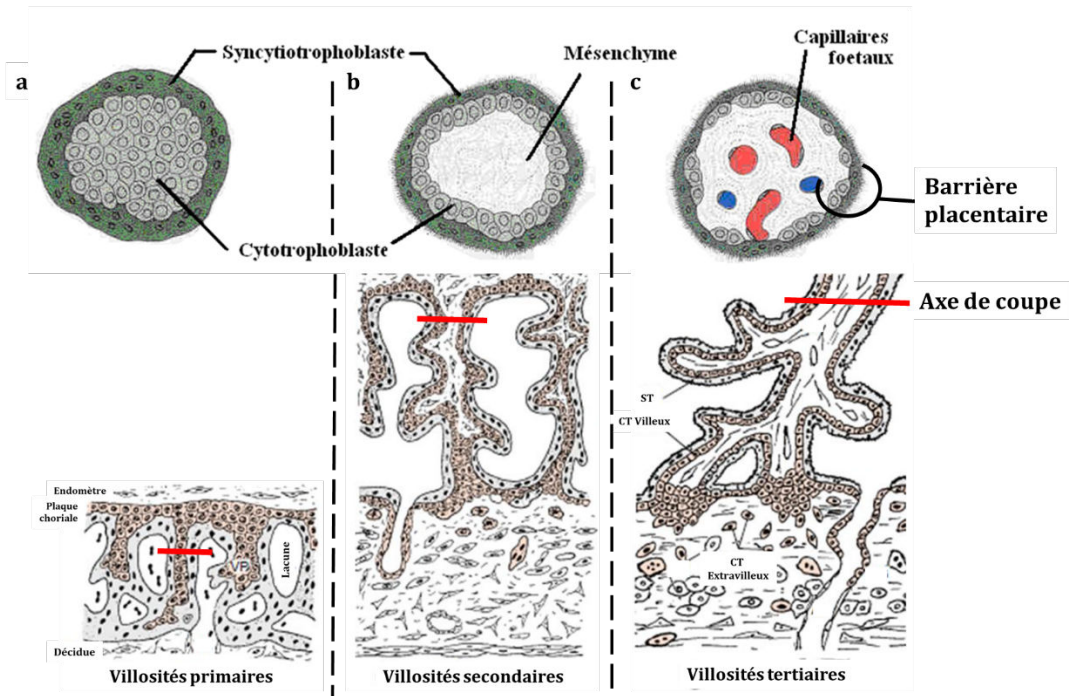 Syncytiotrophoblaste
Mésenchyme
Capillaires
foetaux
a
b
c
Barrière
placentaire
Cytotrophoblaste
Axe de coupe
ST
CT Villeux
Endomètre
Plaque
choriale
VP
Lacune
CT
Extravilleux
Décidue
Villosités primaires
Villosités secondaires
Villosités tertiaires